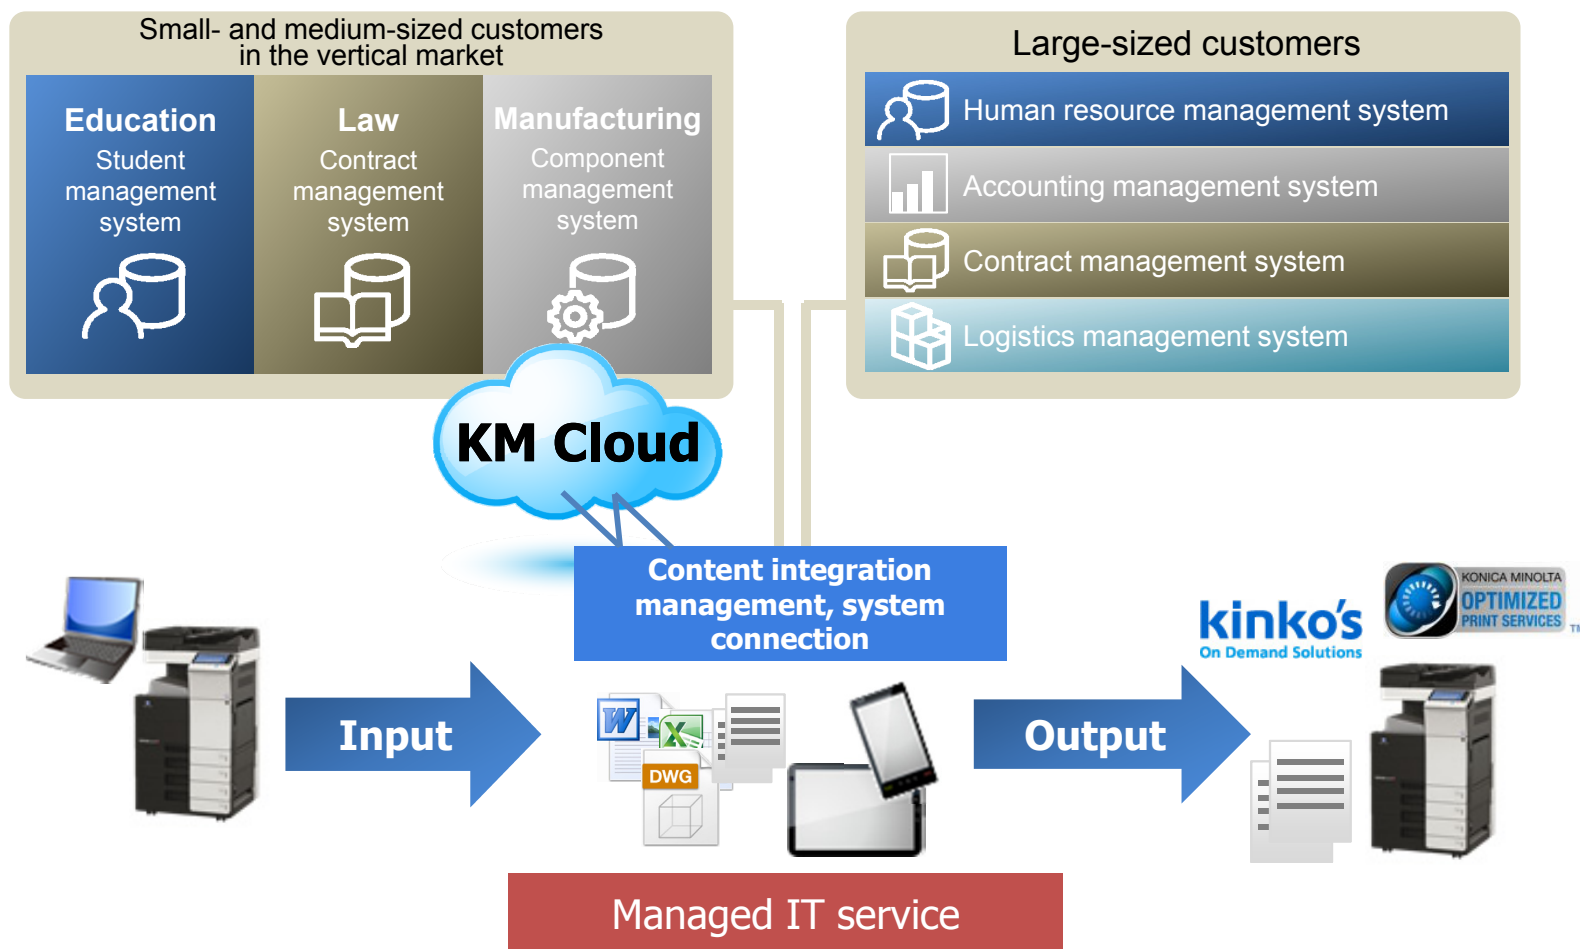 Small- and medium-sized customers
in the vertical market
Education
Student
management
system
Law
Contract
management
system
Manufacturing
Component
management
system
Large-sized customers
Human resource management system
Accounting management system
Contract management system
Logistics management system
KM Cloud
Content integration
management, system
connection
Input
W
X
DWG
Output
kinko's
On Demand Solutions
KONICA MINOLTA
OPTIMIZED
PRINT SERVICES
TM
Managed IT service